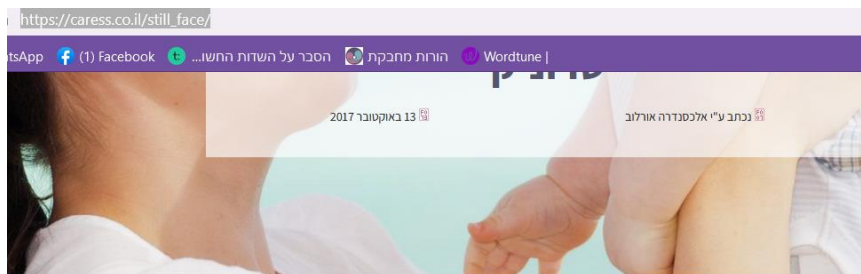 https://caress.co.il/still_face/
tsApp (1) Facebook הסבר על השדות החשו... הורות מחבקת Wordtune |
נכתב ע"י אלכסנדרה אורלוב 13 באוקטובר 2017